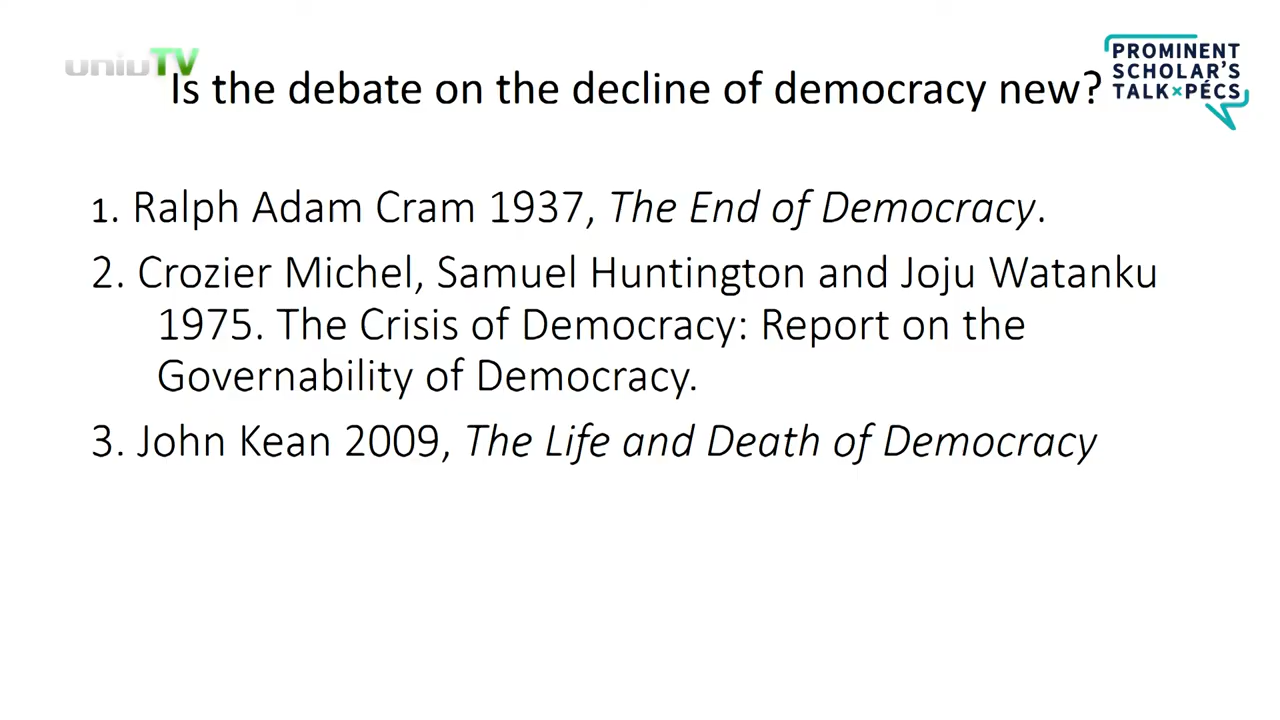 uniuTV
PROMINENT
SCHOLAR'S
TALK×PÉCS
Is the debate on the decline of democracy new?
1. Ralph Adam Cram 1937, The End of Democracy.
2. Crozier Michel, Samuel Huntington and Joju Watanku
1975. The Crisis of Democracy: Report on the
Governability of Democracy.
3. John Kean 2009, The Life and Death of Democracy